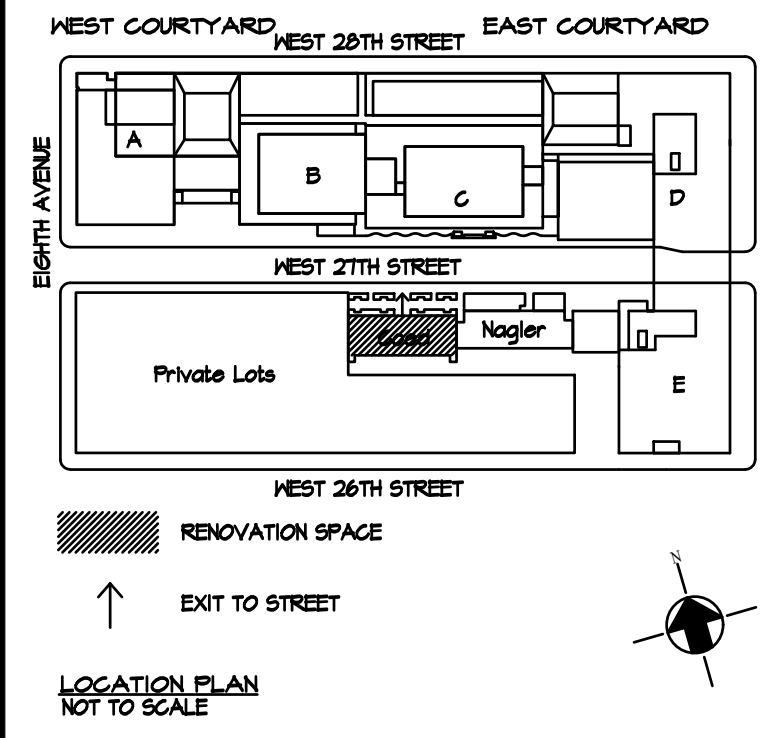 WEST COURTYARD
EAST COURTYARD
WEST 28TH STREET
EIGHTH AVENUE
A
B
C
D
WEST 27TH STREET
Coed
Nagler
Private Lots
E
WEST 26TH STREET
RENOVATION SPACE
EXIT TO STREET
N
LOCATION PLAN
NOT TO SCALE